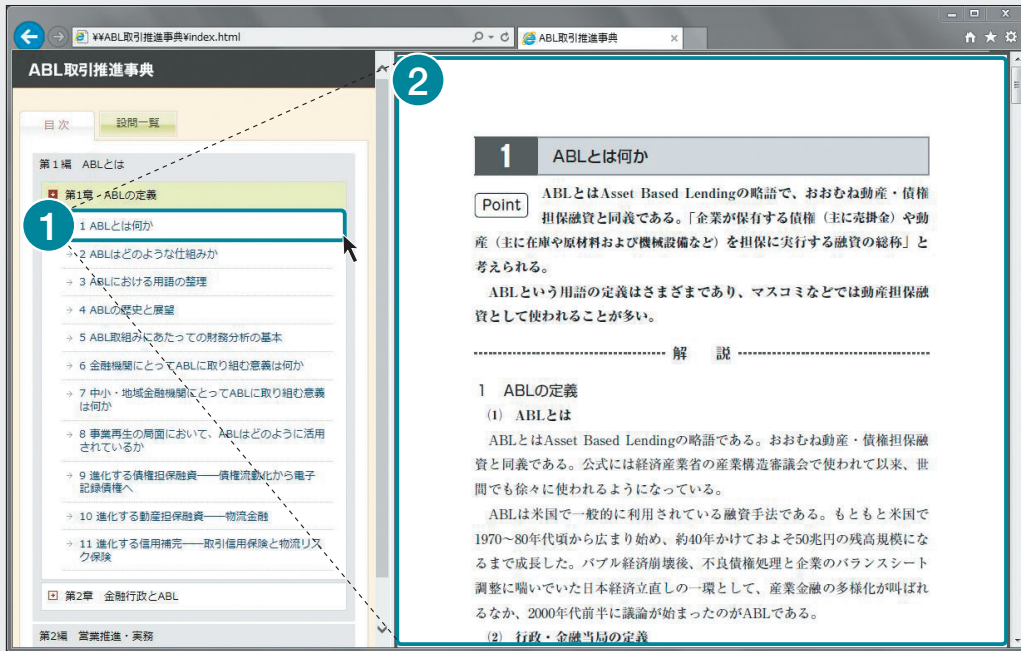 ¥¥ABL取引推進事典¥index.html
ABL取引推進事典
ABL取引推進事典
目次
設問一覧
第1編 ABLとは
第1章 ABLの定義
1 ABLとは何か
2 ABLはどのような仕組みか
3 ABLにおける用語の整理
4 ABLの歴史と展望
5 ABL取組みにあたっての財務分析の基本
6 金融機関にとってABLに取り組む意義は何か
7 中小・地域金融機関にとってABLに取り組む意義
は何か
8 事業再生の局面において、ABLはどのように活用
されているか
9 進化する債権担保融資――債権流動化から電子
記録債権へ
10 進化する動産担保融資――物流金融
11 進化する信用補完――取引信用保険と物流リス
ク保険
第2章 金融行政とABL
第2編 営業推進・実務
1
2
1 ABLとは何か
Point ABLとはAsset Based Lendingの略語で、おおむね動産・債権
担保融資と同義である。「企業が保有する債権（主に売掛金）や動
産（主に在庫や原材料および機械設備など）を担保に実行する融資の総称」と
考えられる。
ABLという用語の定義はさまざまであり、マスコミなどでは動産担保融
資として使われることが多い。
解 説
1 ABLの定義
(1) ABLとは
ABLとはAsset Based Lendingの略語である。おおむね動産・債権担保融
資と同義である。公式には経済産業省の産業構造審議会で使われて以来、世
間でも徐々に使われるようになっている。
ABLは米国で一般的に利用されている融資手法である。もともと米国で
1970~80年代頃から広まり始め、約40年かけておよそ50兆円の残高規模にな
るまで成長した。バブル経済崩壊後、不良債権処理と企業のバランスシート
調整に喘いでいた日本経済立直しの一環として、産業金融の多様化が叫ばれ
るなか、2000年代前半に議論が始まったのがABLである。
(2) 行政・金融当局の定義